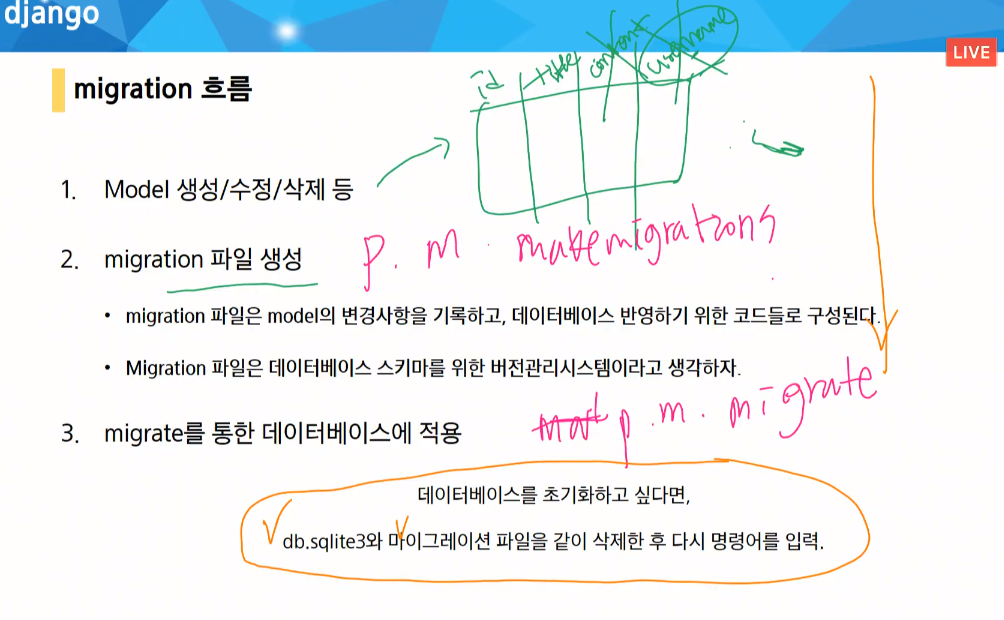 django
LIVE
migration 흐름
id title content username
1. Model 생성/수정/삭제 등
2. migration 파일 생성
p. m. makemigrations
• migration 파일은 model의 변경사항을 기록하고, 데이터베이스 반영하기 위한 코드들로 구성된다.
• Migration 파일은 데이터베이스 스키마를 위한 버전관리시스템이라고 생각하자.
3. migrate를 통한 데이터베이스에 적용
p.m. migrate
데이터베이스를 초기화하고 싶다면,
db.sqlite3와 마이그레이션 파일을 같이 삭제한 후 다시 명령어를 입력.